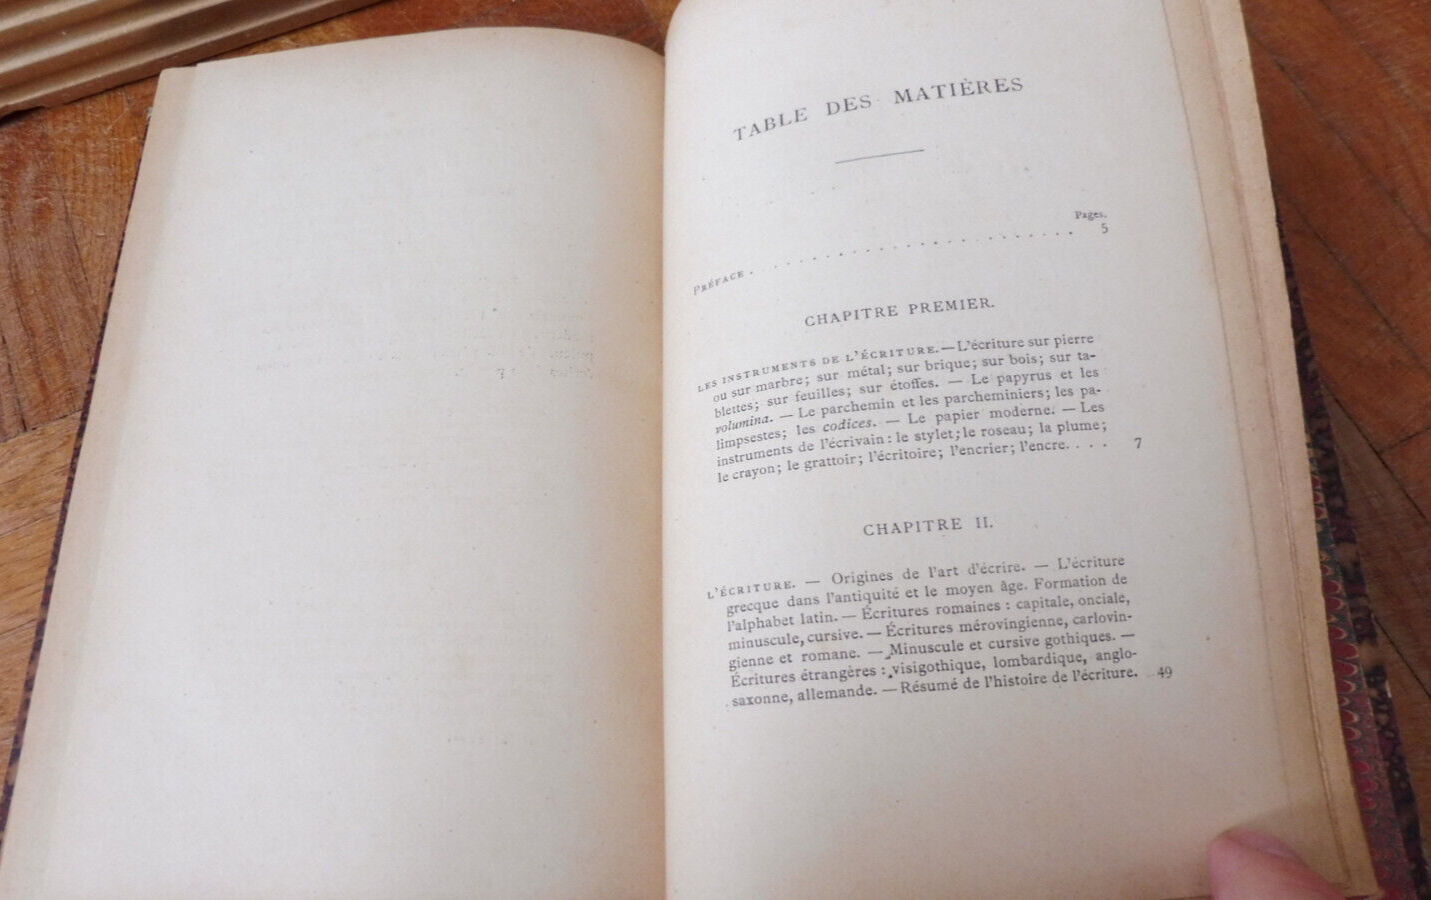 TABLE DES MATIÈRES
Pages.
PRÉFACE . . . . . . . . . . . . . . . . . . . . . . 5
CHAPITRE PREMIER.
LES INSTRUMENTS DE L'ÉCRITURE. — L'écriture sur pierre
ou sur marbre; sur métal; sur brique; sur bois; sur ta-
blettes; sur feuilles; sur étoffes. — Le papyrus et les
volumina. — Le parchemin et les parcheminiers; les pa-
limpsestes; les codices. — Le papier moderne. — Les
instruments de l'écrivain : le stylet; le roseau; la plume;
le crayon; le grattoir; l'écritoire; l'encrier; l'encre. . . . 7
CHAPITRE II.
L'ÉCRITURE. — Origines de l'art d'écrire. — L'écriture
grecque dans l'antiquité et le moyen âge. Formation de
l'alphabet latin. — Écritures romaines : capitale, onciale,
minuscule, cursive. — Écritures mérovingienne, carlovin-
gienne et romane. — Minuscule et cursive gothiques. —
Écritures étrangères : visigothique, lombardique, anglo-
saxonne, allemande. — Résumé de l'histoire de l'écriture. . 49